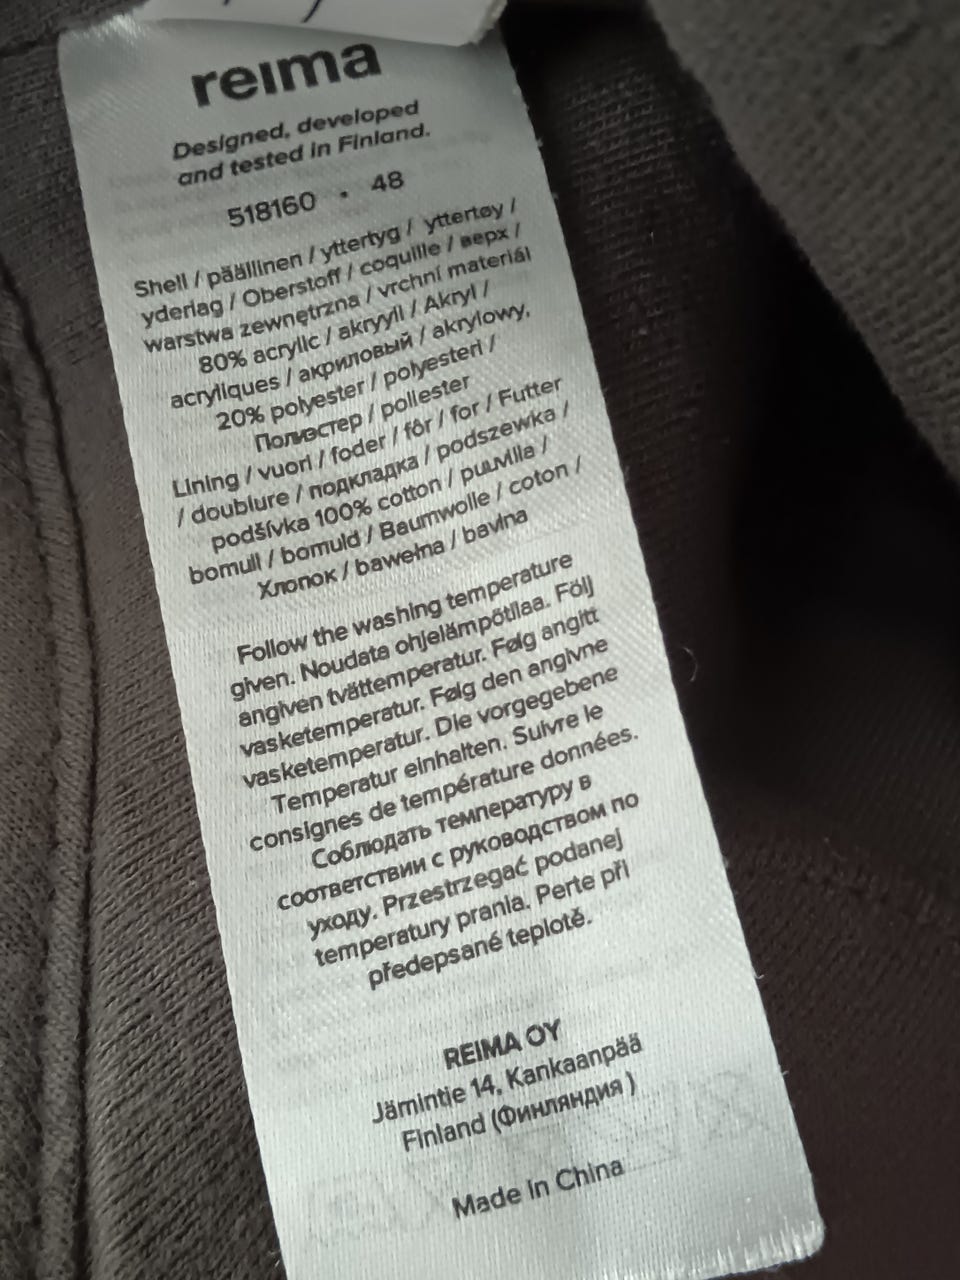 reima
Designed, developed
and tested in Finland.
518160 • 48
Shell / päällinen / yttertyg / yttertøy /
yderlag / Oberstoff / coquille / верх /
warstwa zewnętrzna / vrchní materiál
80% acrylic / akryyli / Akryl /
acryliques / акриловый / akrylowy,
20% polyester / polyesteri /
Полиэстер / poliester
Lining / vuori / foder / fôr / for / Futter
/ doublure / подкладка / podszewka /
podšívka 100% cotton / puuvilla /
bomull / bomuld / Baumwolle / coton /
Хлопок / bawełna / bavlna
Follow the washing temperature
given. Noudata ohjelämpötilaa. Följ
angiven tvättemperatur. Følg angitt
vasketemperatur. Følg den angivne
vasketemperatur. Die vorgegebene
Temperatur einhalten. Suivre le
consignes de température données.
Соблюдать температуру в
соответствии с руководством по
уходу. Przestrzegać podanej
temperatury prania. Perte při
předepsané teplotě.
REIMA OY
Jämintie 14, Kankaanpää
Finland (Финляндия )
Made in China